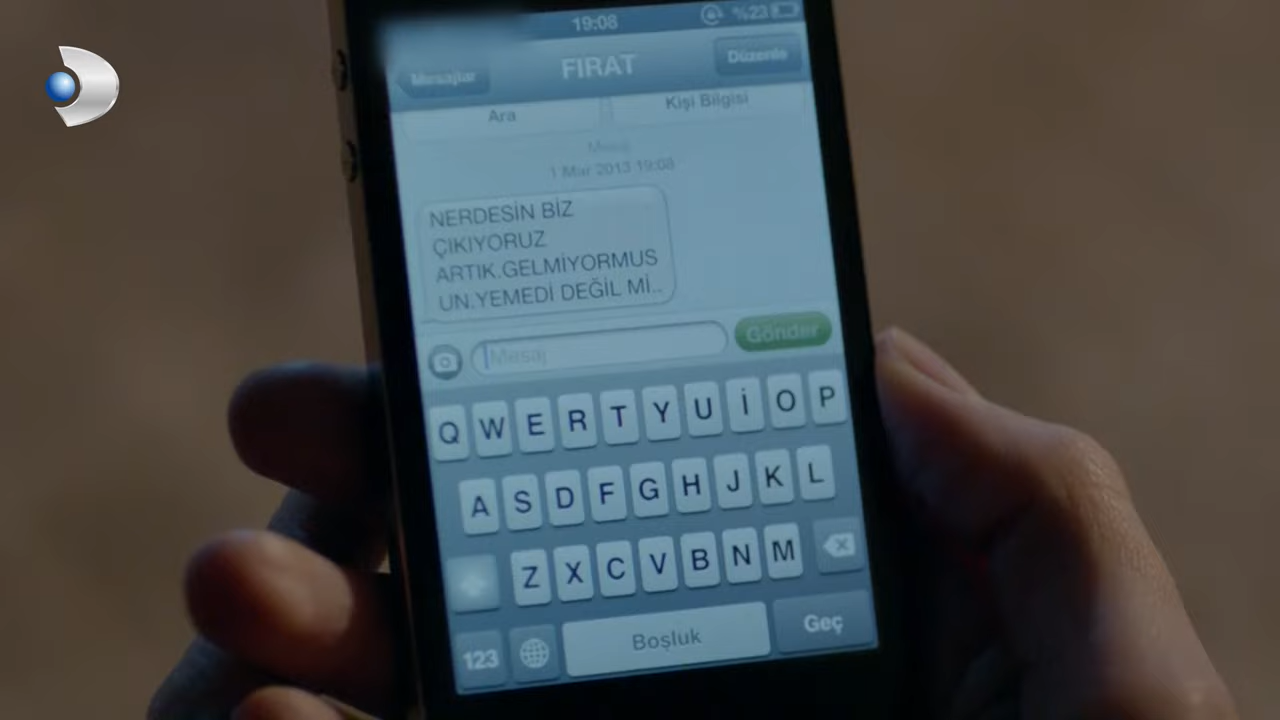 19:08
%23
Mesajlar
FIRAT
Düzenle
Ara
Kişi Bilgisi
Mesaj
1 Mar 2013 19:08
NERDESİN BİZ
ÇIKIYORUZ
ARTIK.GELMİYORMUS
UN.YEMEDİ DEĞİL Mİ..
Mesaj
Gönder
Q W E R T Y U İ O P
A S D F G H J K L
Z X C V B N M
123
Boşluk
Geç